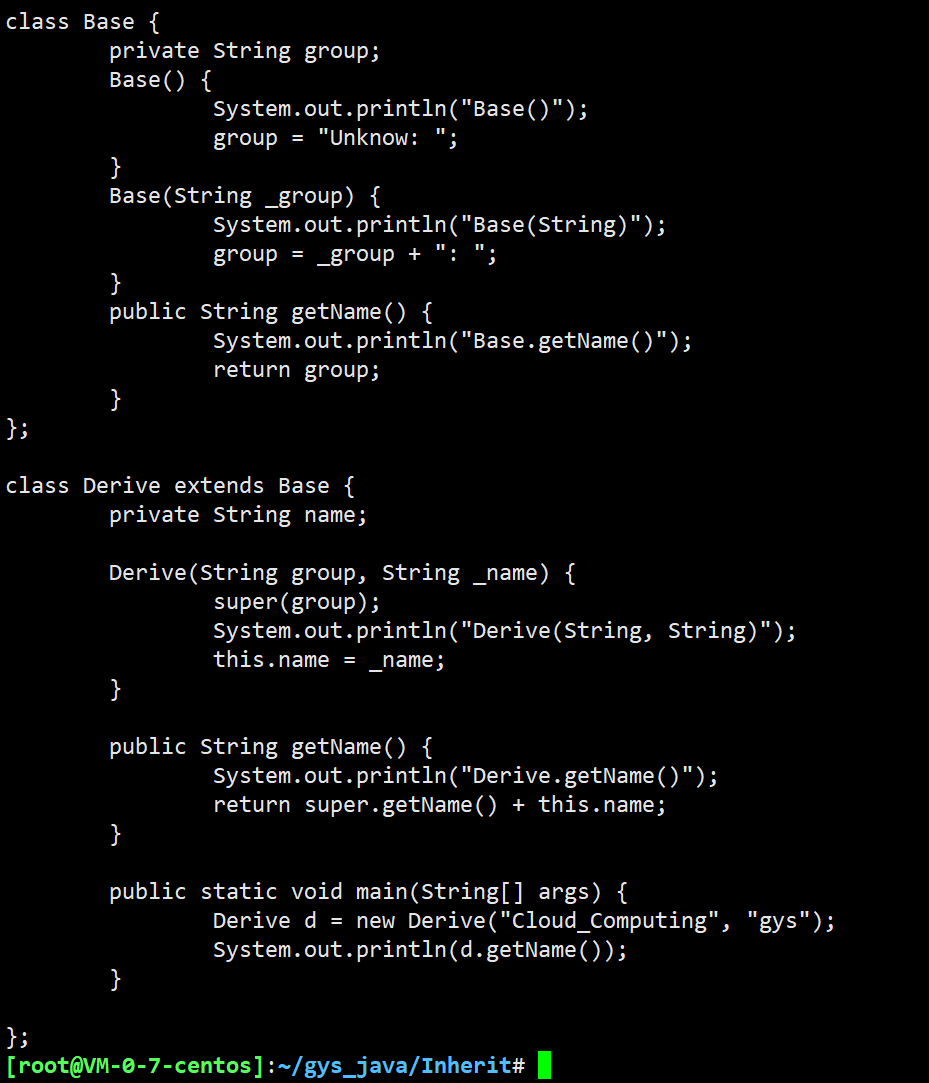 class Base {
        private String group;
        Base() {
                System.out.println("Base()");
                group = "Unknow: ";
        }
        Base(String _group) {
                System.out.println("Base(String)");
                group = _group + ": ";
        }
        public String getName() {
                System.out.println("Base.getName()");
                return group;
        }
};

class Derive extends Base {
        private String name;

        Derive(String group, String _name) {
                super(group);
                System.out.println("Derive(String, String)");
                this.name = _name;
        }

        public String getName() {
                System.out.println("Derive.getName()");
                return super.getName() + this.name;
        }

        public static void main(String[] args) {
                Derive d = new Derive("Cloud_Computing", "gys");
                System.out.println(d.getName());
        }

};
[root@VM-0-7-centos]:~/gys_java/Inherit#